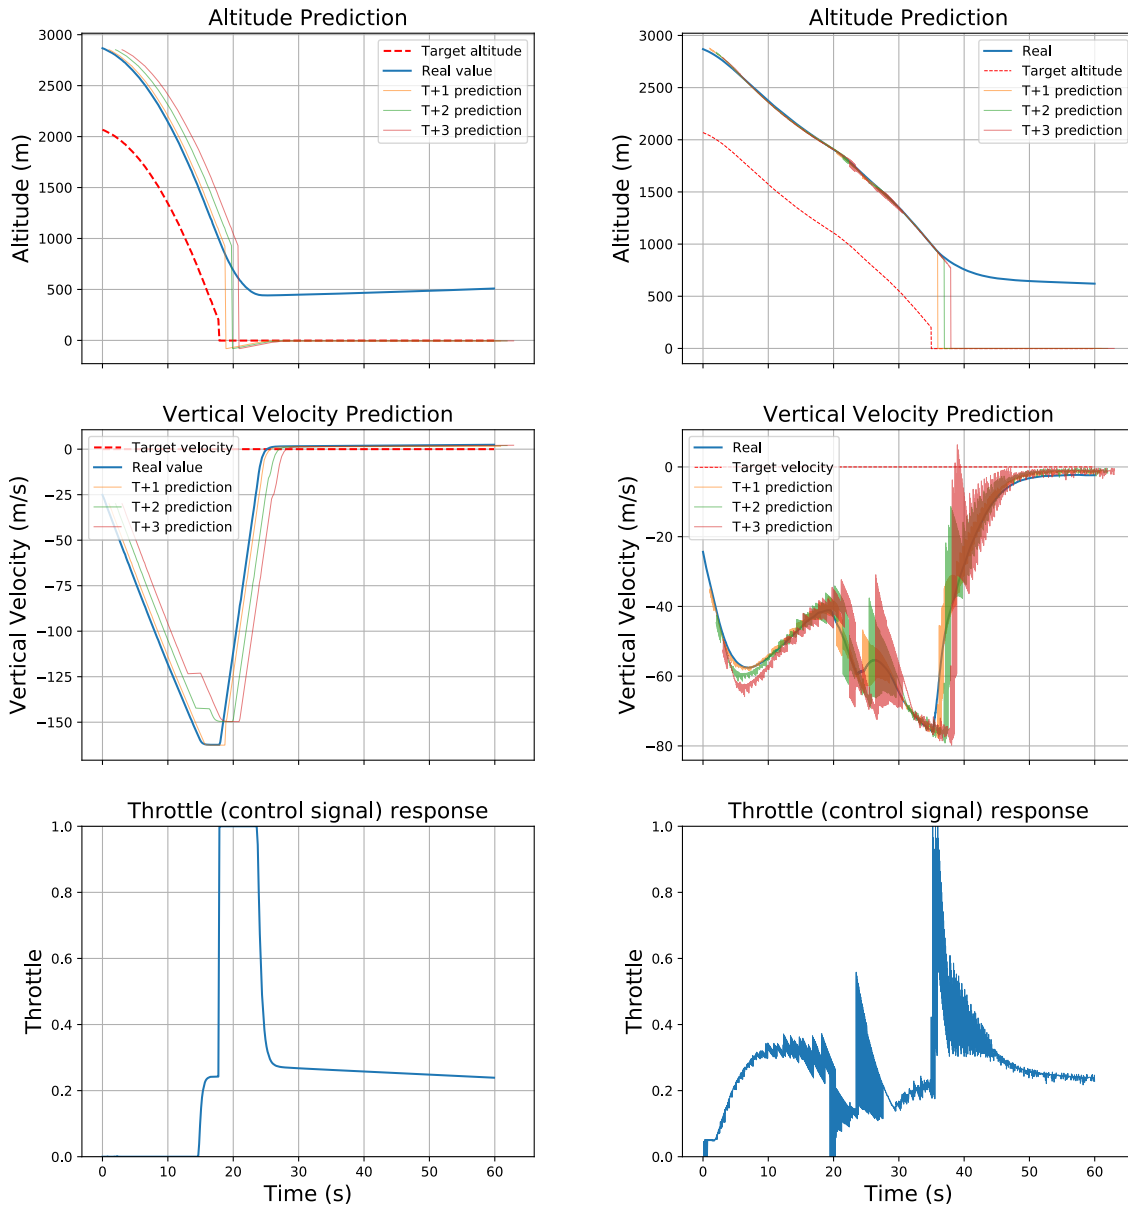 Altitude Prediction
Altitude (m)
3000
2500
2000
1500
1000
500
0
Target altitude
Real value
T+1 prediction
T+2 prediction
T+3 prediction
Altitude Prediction
Altitude (m)
3000
2500
2000
1500
1000
500
0
Real
Target altitude
T+1 prediction
T+2 prediction
T+3 prediction
Vertical Velocity Prediction
Vertical Velocity (m/s)
0
−25
−50
−75
−100
−125
−150
Target velocity
Real value
T+1 prediction
T+2 prediction
T+3 prediction
Vertical Velocity Prediction
Vertical Velocity (m/s)
0
−20
−40
−60
−80
Real
Target velocity
T+1 prediction
T+2 prediction
T+3 prediction
Throttle (control signal) response
Throttle
1.0
0.8
0.6
0.4
0.2
0.0
0 10 20 30 40 50 60
Time (s)
Throttle (control signal) response
Throttle
1.0
0.8
0.6
0.4
0.2
0.0
0 10 20 30 40 50 60
Time (s)